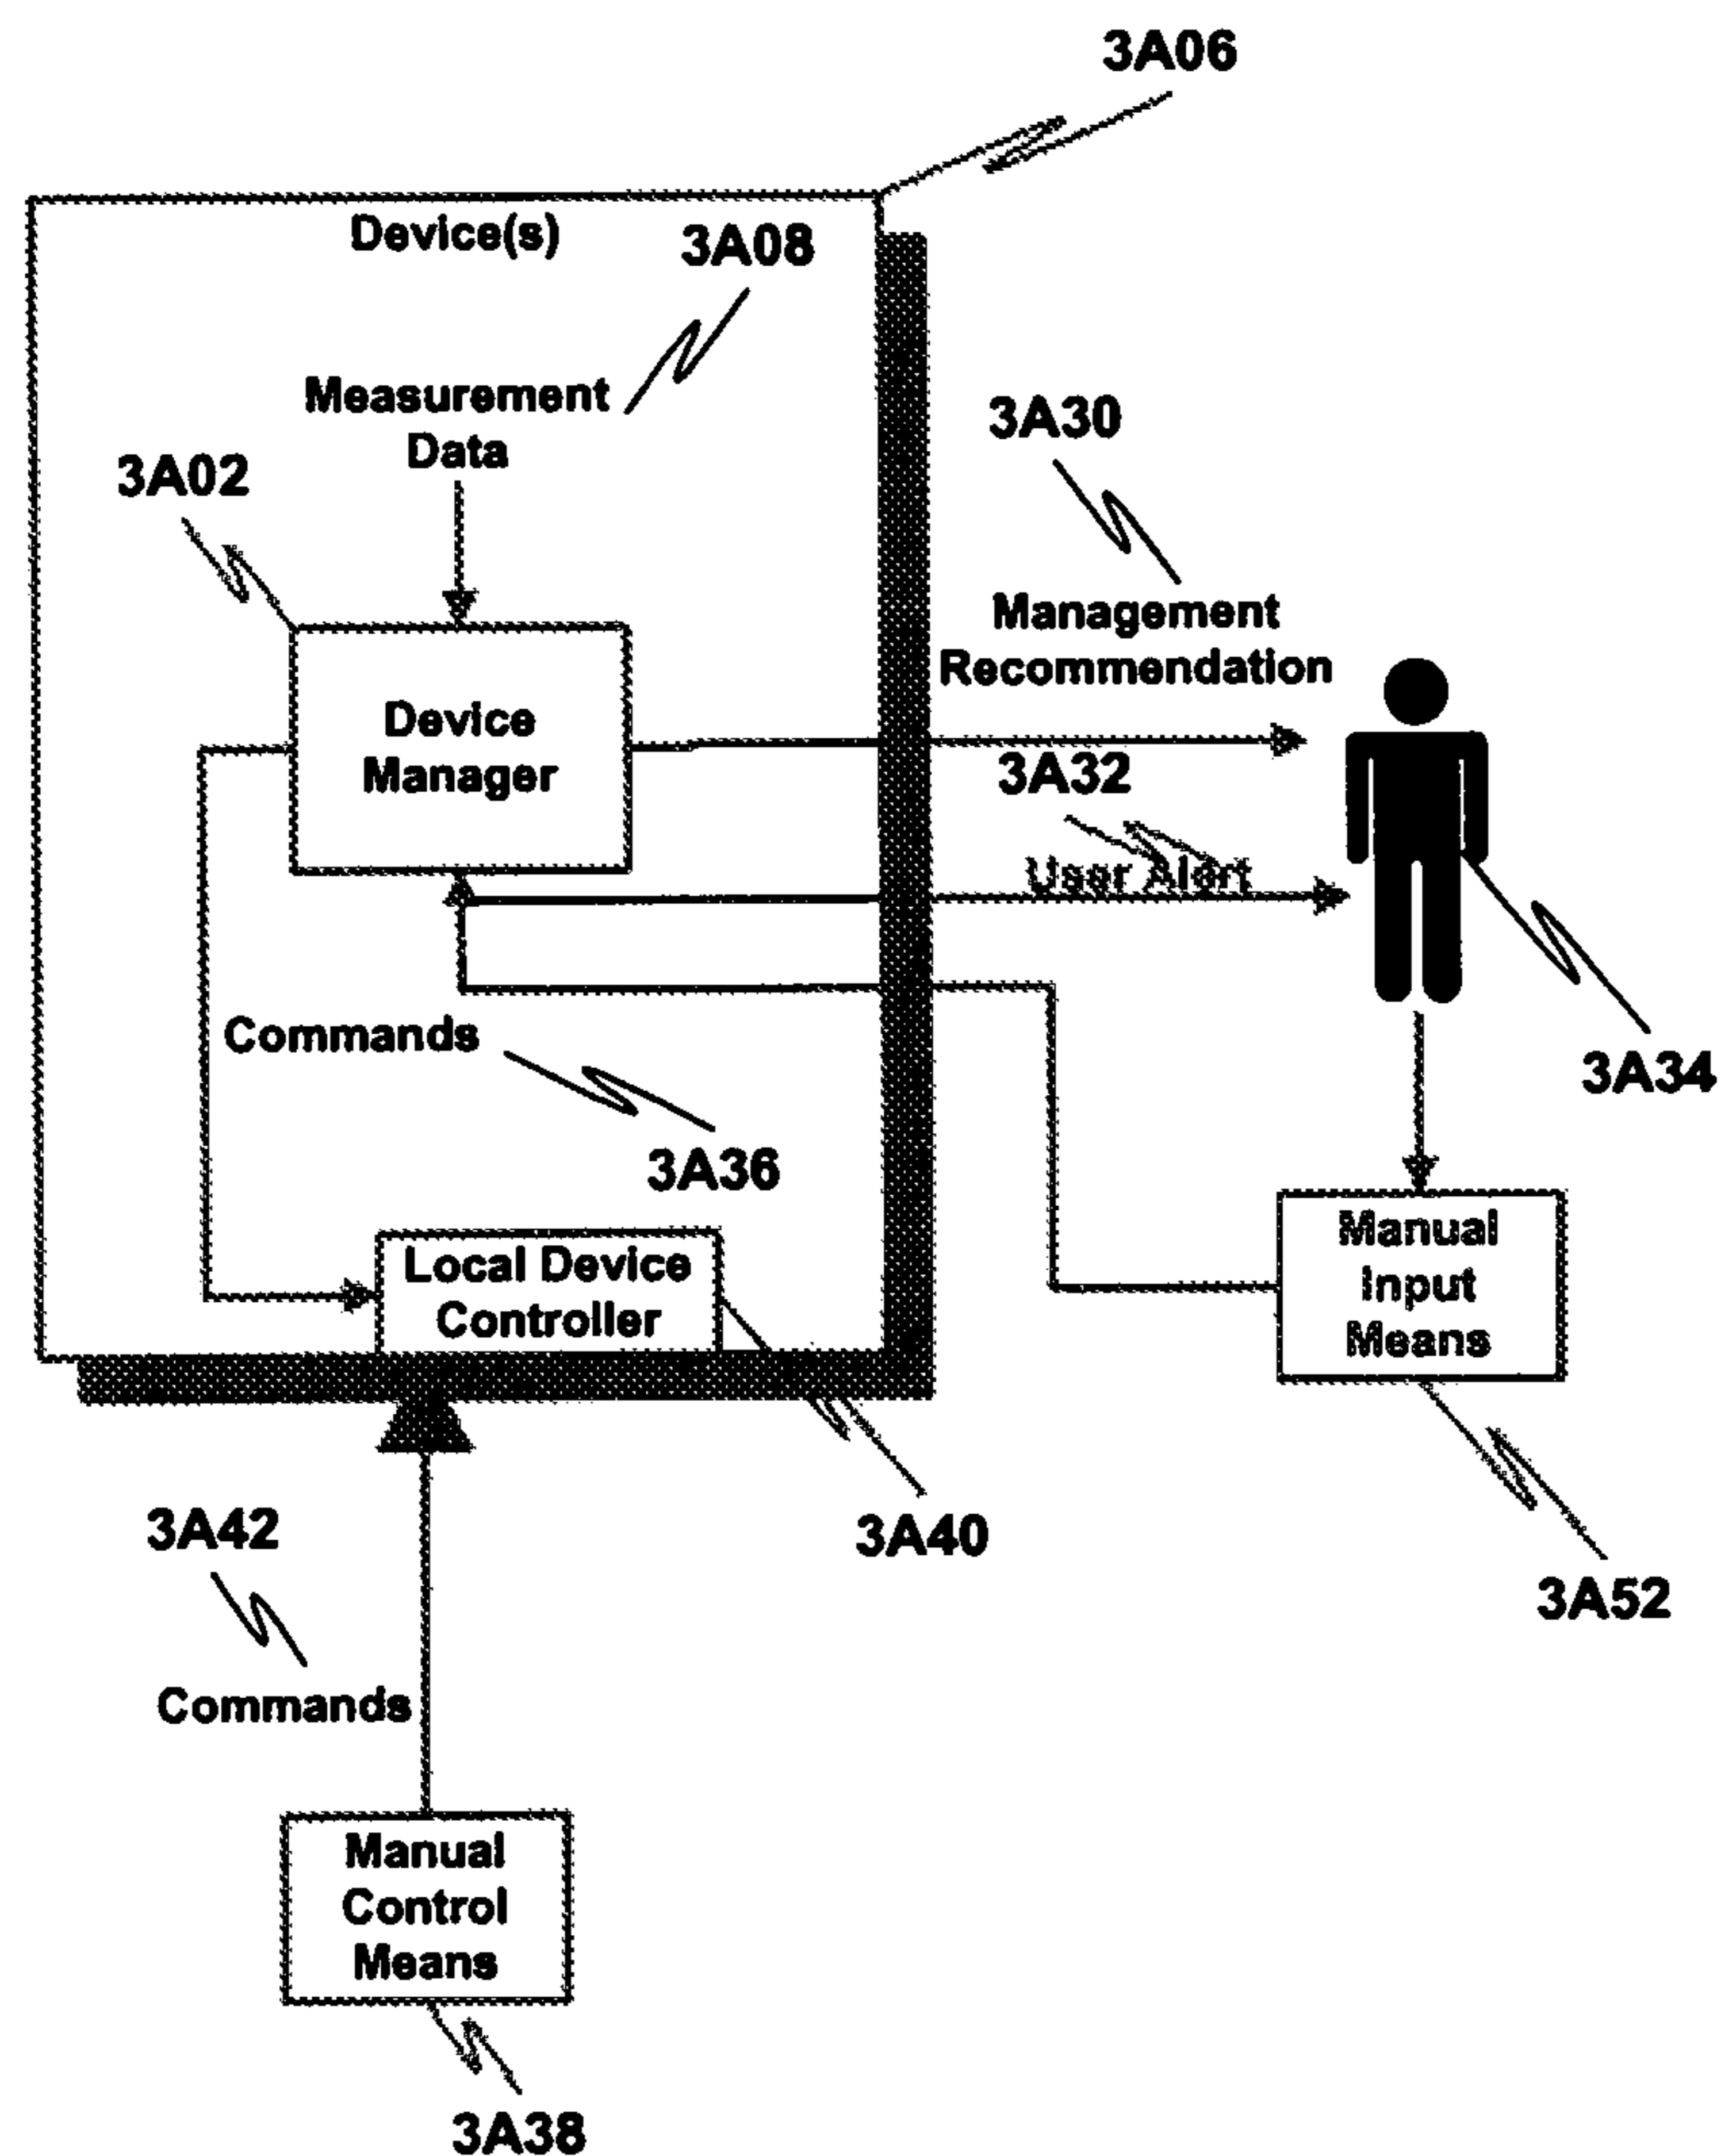 3A06
Device(s)
3A08
Measurement
Data
3A02
3A30
Management
Recommendation
Device
Manager
3A32
User Alert
Commands
3A34
3A36
Local Device
Controller
Manual
Input
Means
3A42
3A40
3A52
Commands
Manual
Control
Means
3A38